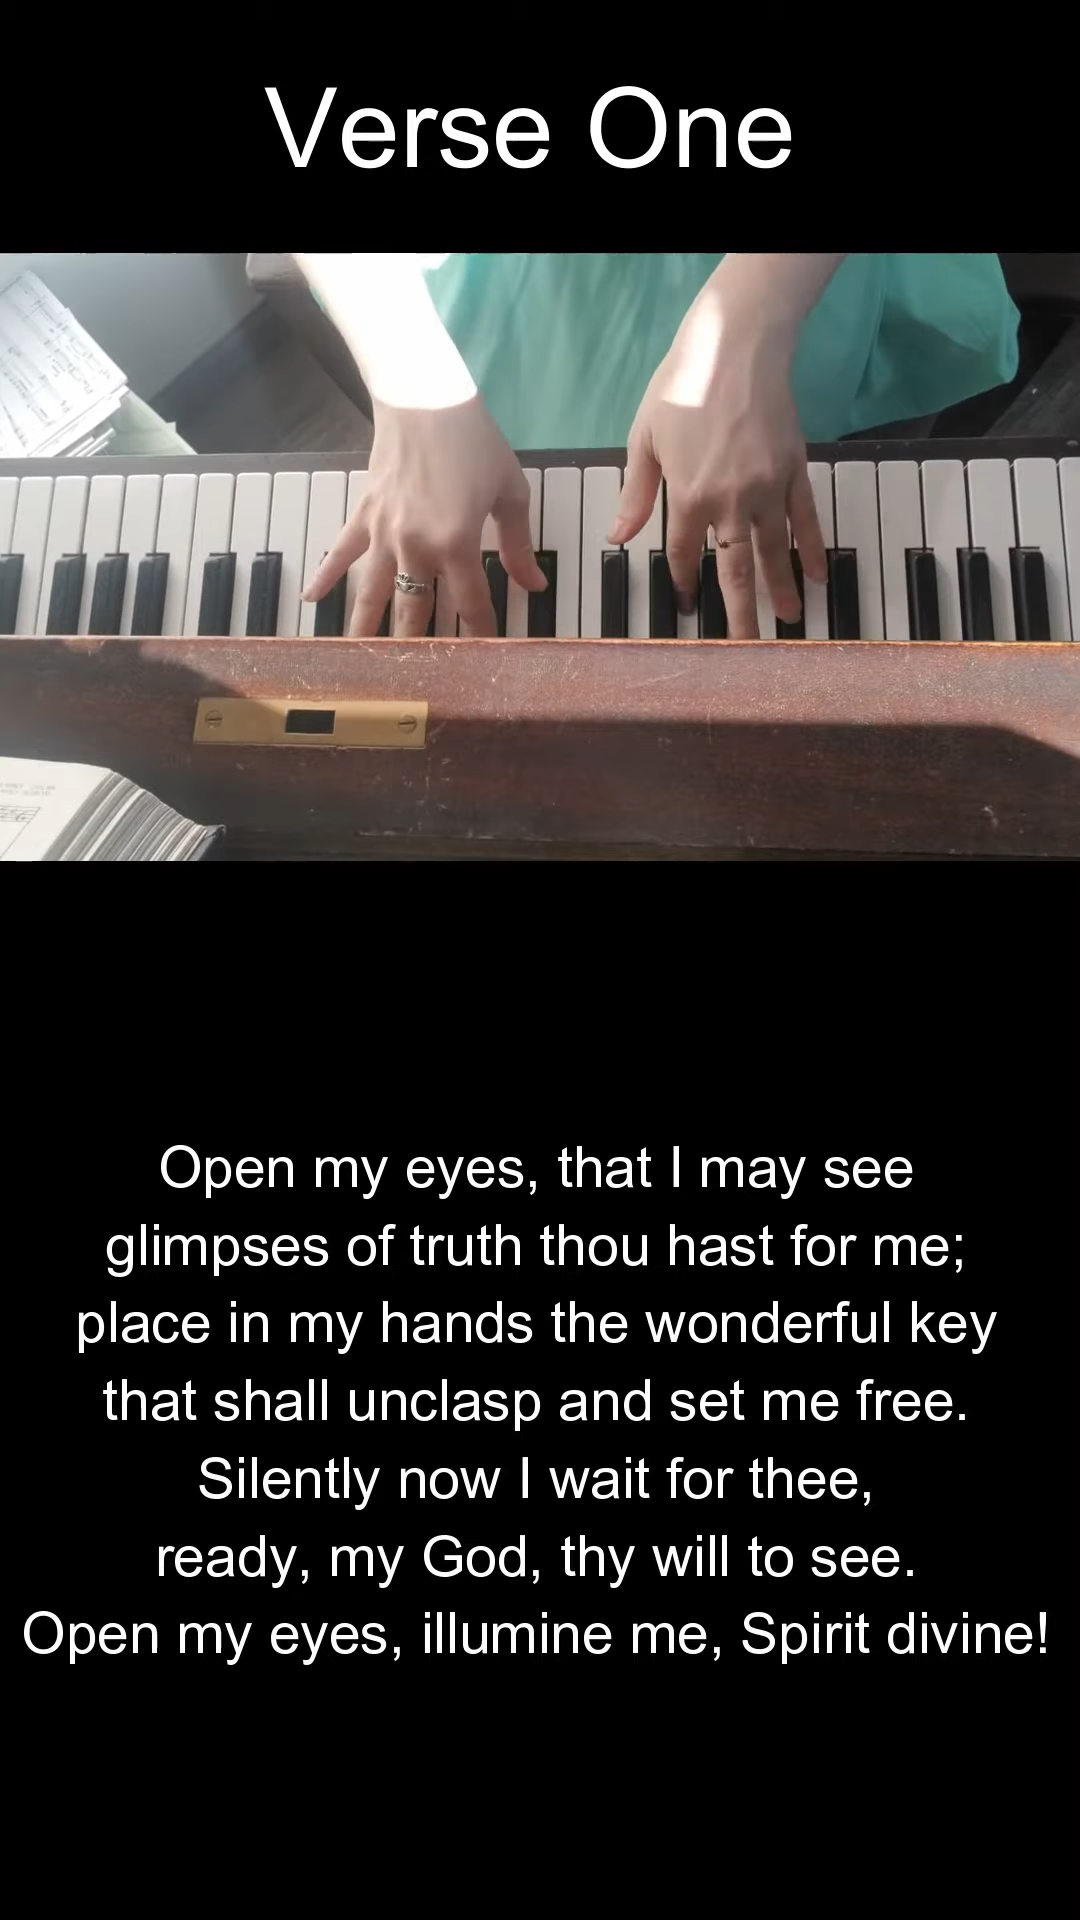 Verse One
Open my eyes, that I may see
glimpses of truth thou hast for me;
place in my hands the wonderful key
that shall unclasp and set me free.
Silently now I wait for thee,
ready, my God, thy will to see.
Open my eyes, illumine me, Spirit divine!